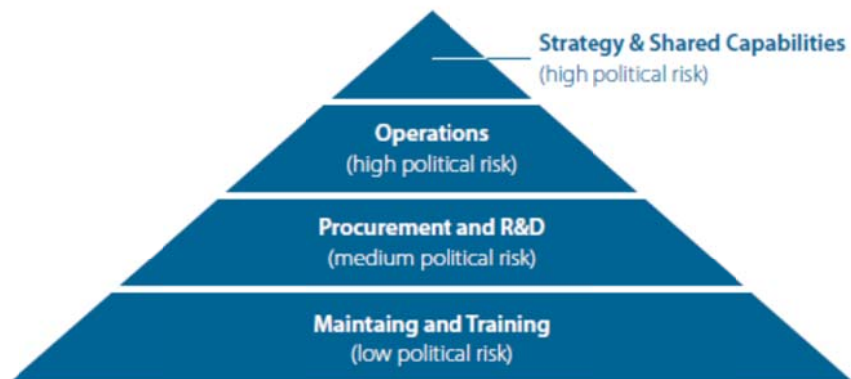 Strategy & Shared Capabilities
(high political risk)
Operations
(high political risk)
Procurement and R&D
(medium political risk)
Maintaing and Training
(low political risk)